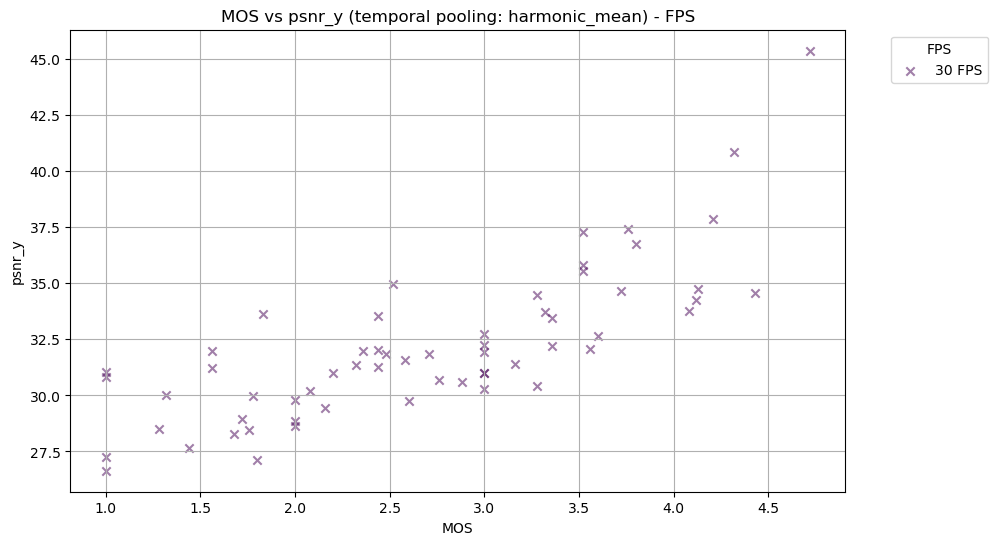 MOS vs psnr_y (temporal pooling: harmonic_mean) - FPS
FPS
30 FPS
45.0
42.5
40.0
37.5
35.0
32.5
30.0
27.5
psnr_y
1.0 1.5 2.0 2.5 3.0 3.5 4.0 4.5
MOS